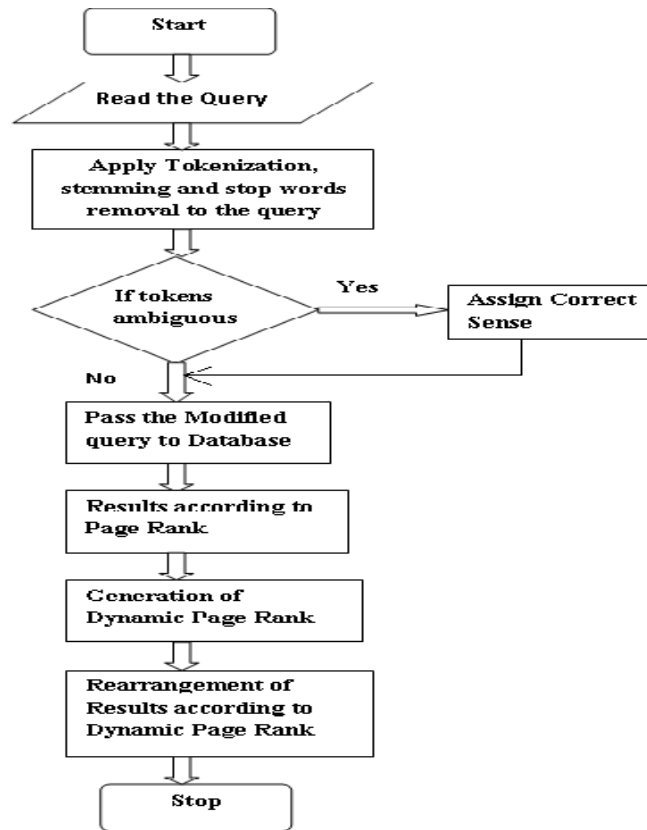 Start
Read the Query
Apply Tokenization,
stemming and stop words
removal to the query
If tokens
ambiguous
Yes
Assign Correct
Sense
No
Pass the Modified
query to Database
Results according to
Page Rank
Generation of
Dynamic Page Rank
Rearrangement of
Results according to
Dynamic Page Rank
Stop